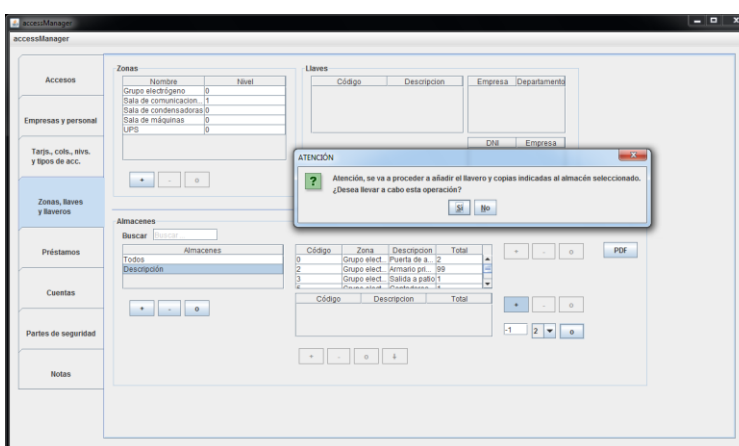 accessManager
accessManager
Accesos
Empresas y personal
Tarjs., cols., nivs.
y tipos de acc.
Zonas, llaves
y llaveros
Préstamos
Cuentas
Partes de seguridad
Notas
Zonas
Nombre Nivel
Grupo electrógeno 0
Sala de comunicacion... 1
Sala de condensadoras 0
Sala de máquinas 0
UPS 0
+ - o
Llaves
Código Descripcion
Empresa Departamento
DNI Empresa
ATENCIÓN
Atención, se va a proceder a añadir el llavero y copias indicadas al almacén seleccionado.
¿Desea llevar a cabo esta operación?
Sí No
Almacenes
Buscar Buscar...
Almacenes
Todos
Descripción
+ - o
Código Zona Descripcion Total
0 Grupo elect... Puerta de a... 2
2 Grupo elect... Armario pri... 99
3 Grupo elect... Salida a patio 1
+ - o
PDF
Código Descripcion Total
+ - o
-1 2 o
+ - o